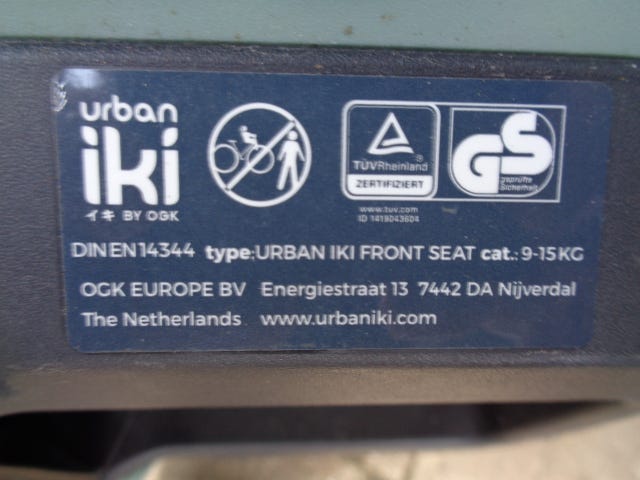 urban
iki
イキ BY OGK
TÜVRheinland
ZERTIFIZIERT
www.tuv.com
ID 1419043604
GS
geprüfte
Sicherheit
DIN EN 14344 type:URBAN IKI FRONT SEAT cat.: 9-15KG
OGK EUROPE BV Energiestraat 13 7442 DA Nijverdal
The Netherlands www.urbaniki.com